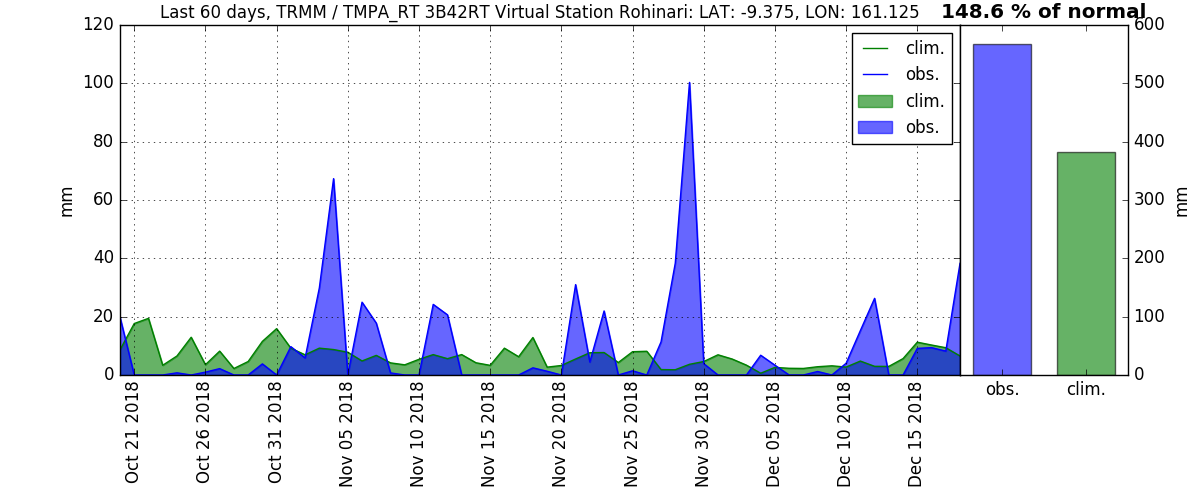 Last 60 days, TRMM / TMPA_RT 3B42RT Virtual Station Rohinari: LAT: -9.375, LON: 161.125
148.6 % of normal
120
100
80
60
40
20
0
mm
clim.
obs.
clim.
obs.
Oct 21 2018
Oct 26 2018
Oct 31 2018
Nov 05 2018
Nov 10 2018
Nov 15 2018
Nov 20 2018
Nov 25 2018
Nov 30 2018
Dec 05 2018
Dec 10 2018
Dec 15 2018
600
500
400
300
200
100
0
mm
obs.
clim.